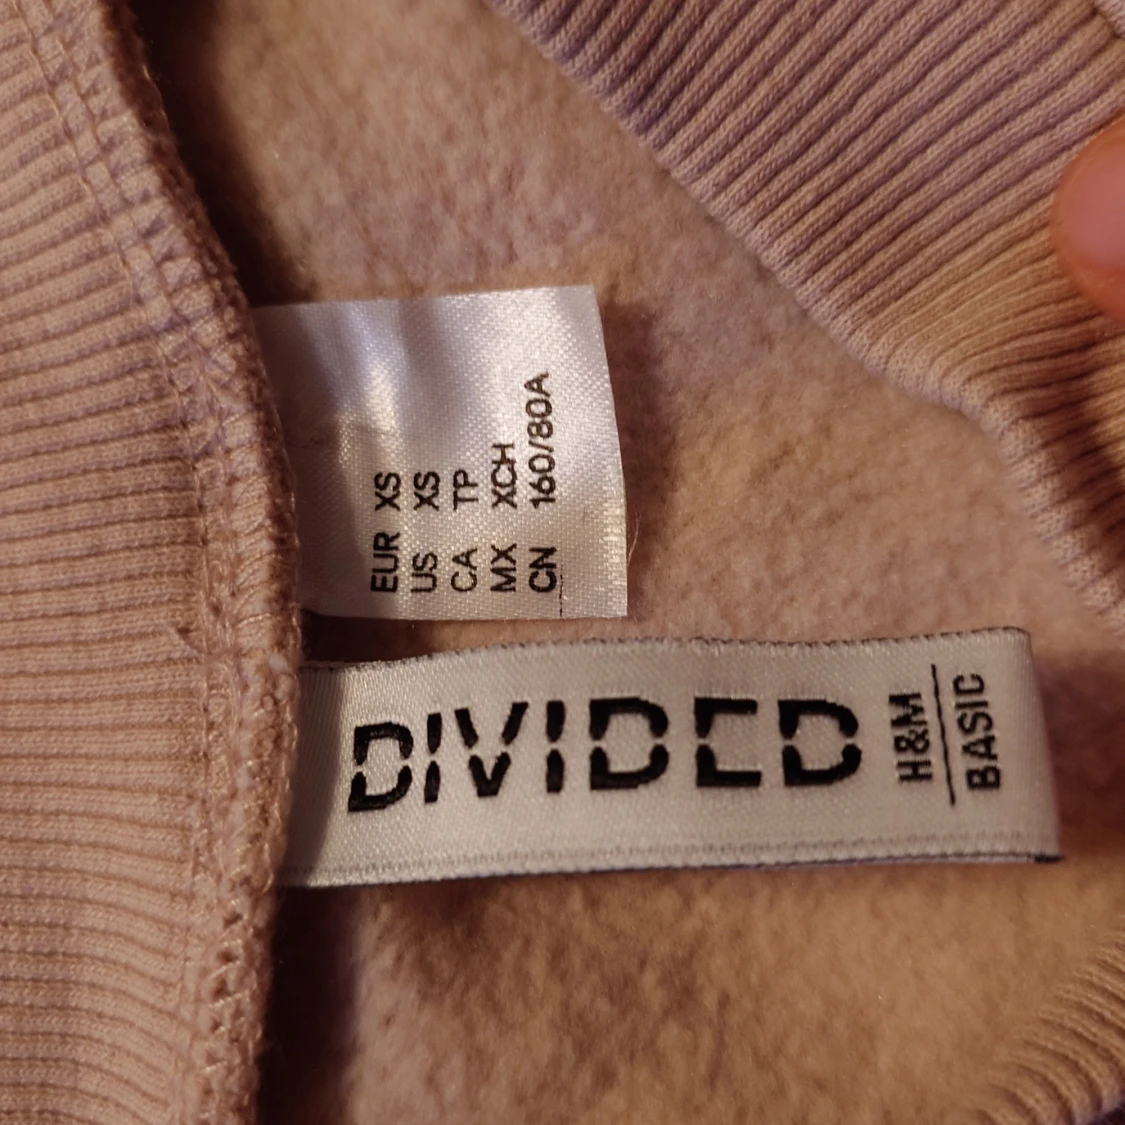 EUR XS
US XS
CA TP
MX XCH
CN 160/80A
DIVIDED
H&M
BASIC